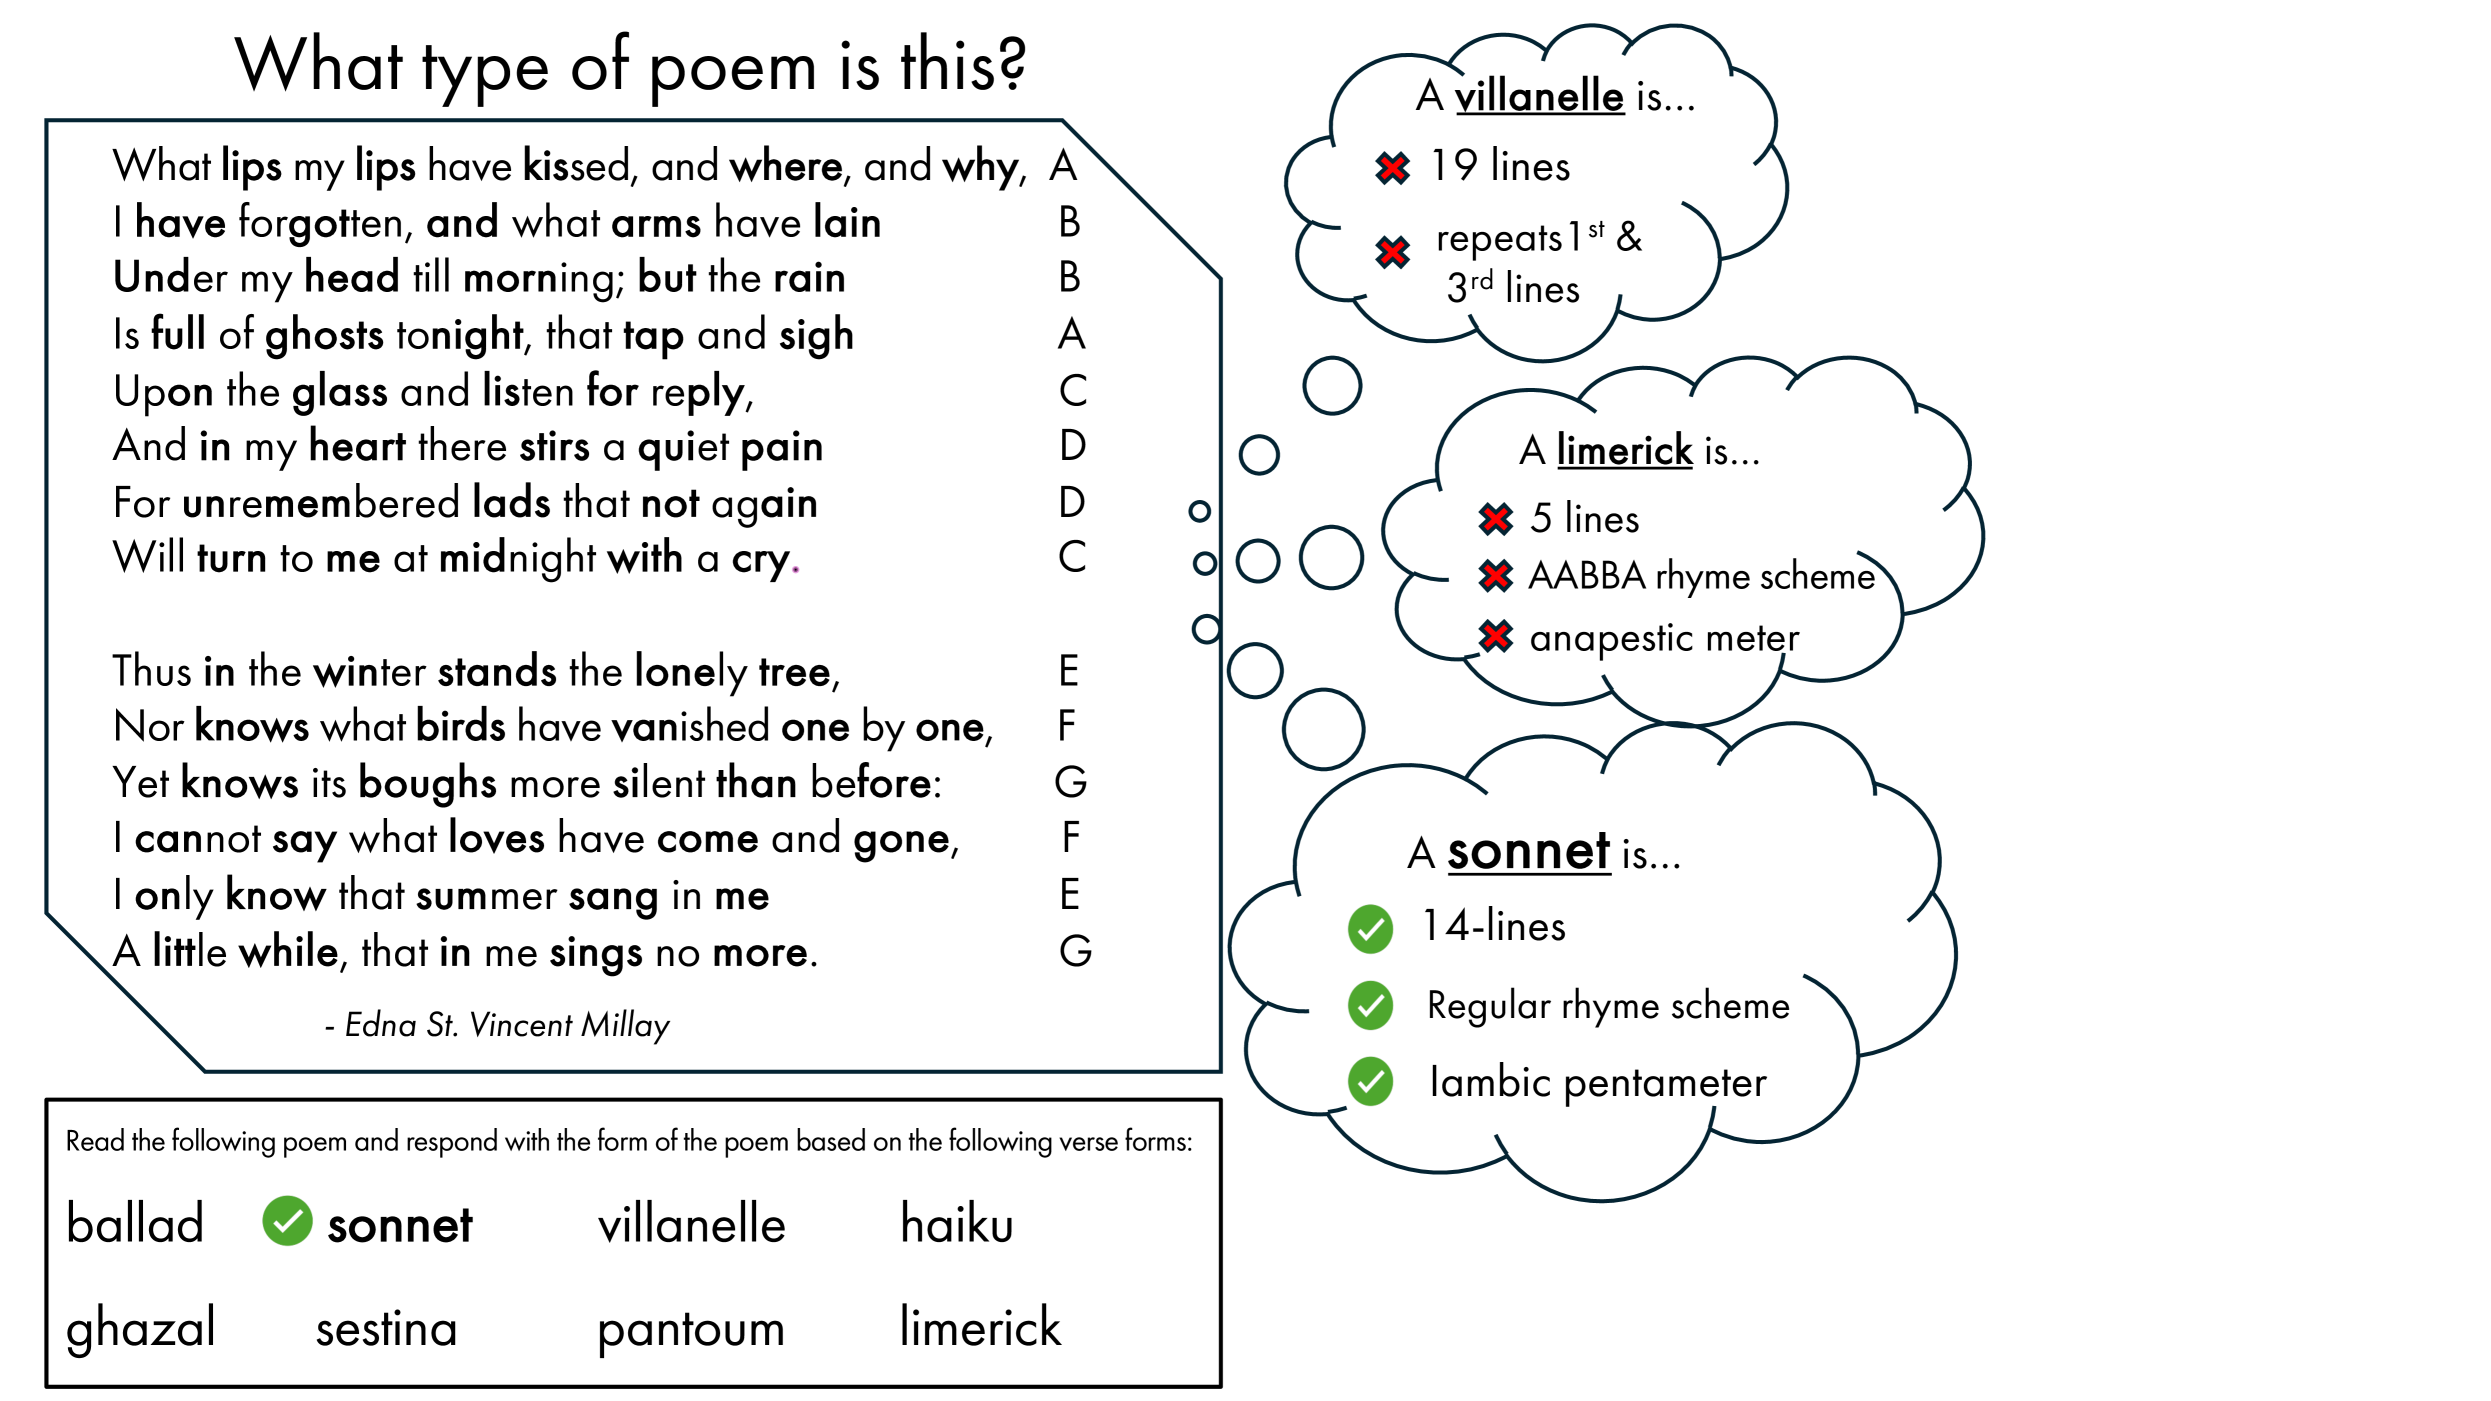 What type of poem is this?
What lips my lips have kissed, and where, and why, A
I have forgotten, and what arms have lain B
Under my head till morning; but the rain B
Is full of ghosts tonight, that tap and sigh A
Upon the glass and listen for reply, C
And in my heart there stirs a quiet pain D
For unremembered lads that not again D
Will turn to me at midnight with a cry. C
Thus in the winter stands the lonely tree, E
Nor knows what birds have vanished one by one, F
Yet knows its boughs more silent than before: G
I cannot say what loves have come and gone, F
I only know that summer sang in me E
A little while, that in me sings no more. G
- Edna St. Vincent Millay
Read the following poem and respond with the form of the poem based on the following verse forms:
ballad sonnet villanelle haiku
ghazal sestina pantoum limerick
A villanelle is...
19 lines
repeats1st &
3rd lines
A limerick is...
5 lines
AABBA rhyme scheme
anapestic meter
A sonnet is...
14-lines
Regular rhyme scheme
Iambic pentameter